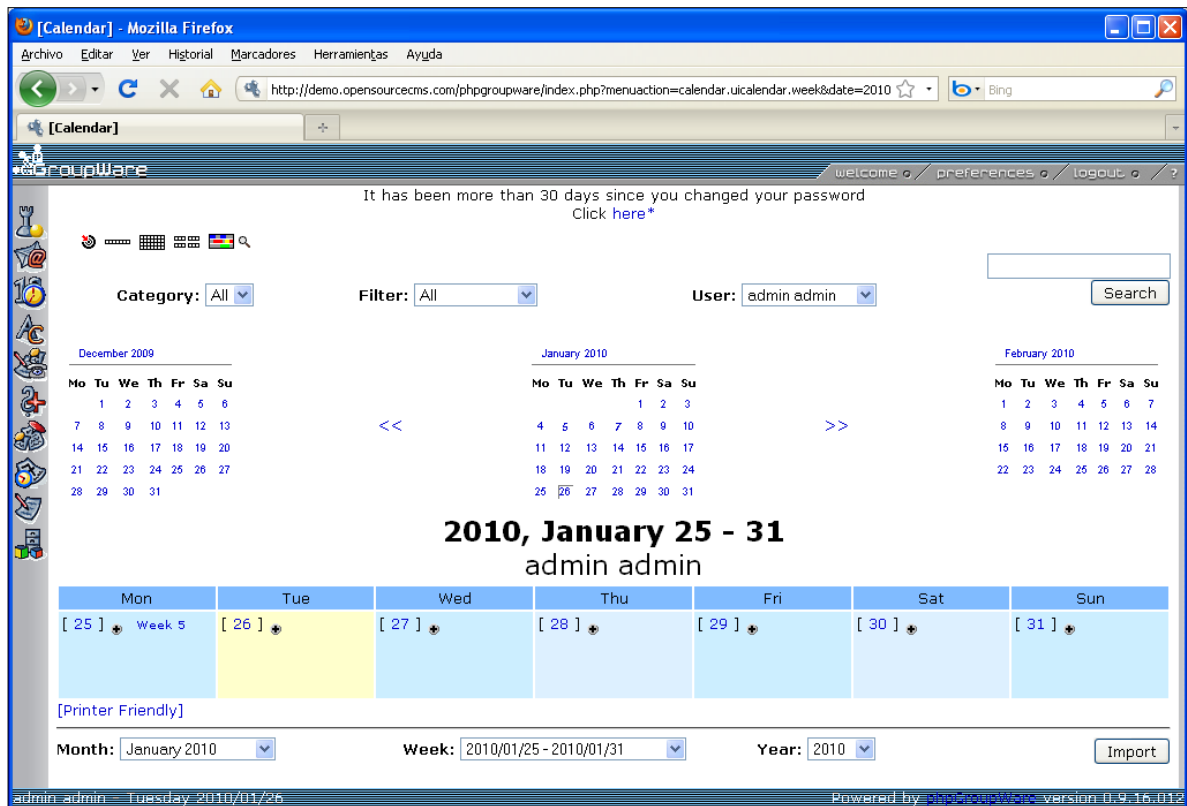 [Calendar] - Mozilla Firefox
Archivo Editar Ver Historial Marcadores Herramientas Ayuda
http://demo.opensourcecms.com/phpgroupware/index.php?menuaction=calendar.uicalendar.week&date=2010 Bing
[Calendar]
GroupWare welcome preferences logout ?
It has been more than 30 days since you changed your password
Click here*
Category: All Filter: All User: admin admin Search
December 2009 January 2010 February 2010
Mo Tu We Th Fr Sa Su Mo Tu We Th Fr Sa Su Mo Tu We Th Fr Sa Su
1 2 3 4 5 6 1 2 3 1 2 3 4 5 6 7
7 8 9 10 11 12 13 << 4 5 6 7 8 9 10 >> 8 9 10 11 12 13 14
14 15 16 17 18 19 20 11 12 13 14 15 16 17 15 16 17 18 19 20 21
21 22 23 24 25 26 27 18 19 20 21 22 23 24 22 23 24 25 26 27 28
28 29 30 31 25 26 27 28 29 30 31
2010, January 25 - 31
admin admin
Mon Tue Wed Thu Fri Sat Sun
[ 25 ] Week 5 [ 26 ] [ 27 ] [ 28 ] [ 29 ] [ 30 ] [ 31 ]
[Printer Friendly]
Month: January 2010 Week: 2010/01/25 - 2010/01/31 Year: 2010 Import
admin admin - Tuesday 2010/01/26 Powered by phpGroupWare version 0.9.16.012